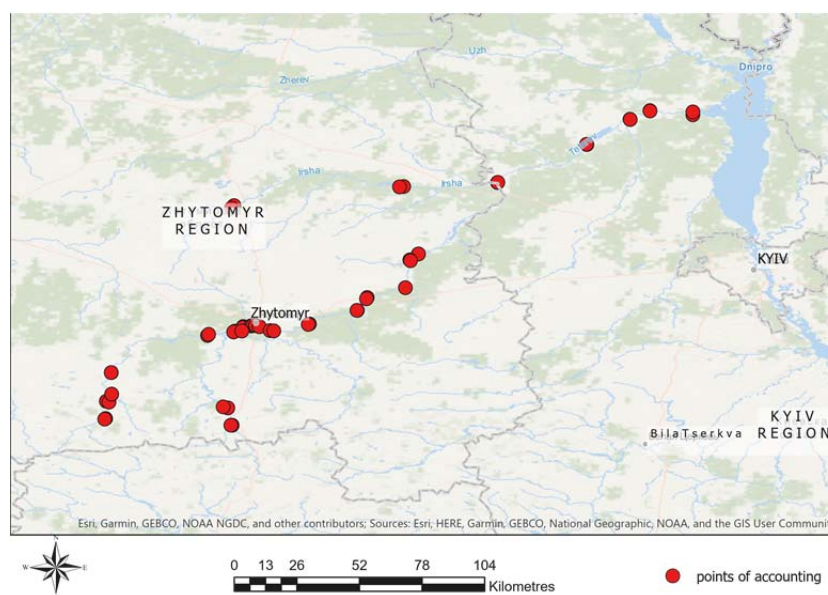 Uzh
Dnipro
Zherev
Teteriv
Irsha
Irsha
ZHYTOMYR
REGION
KYIV
Zhytomyr
KYIV
REGION
BilaTserkva
Esri, Garmin, GEBCO, NOAA NGDC, and other contributors; Sources: Esri, HERE, Garmin, GEBCO, National Geographic, NOAA, and the GIS User Communit
N
W
E
S
0 13 26 52 78 104
Kilometres
points of accounting